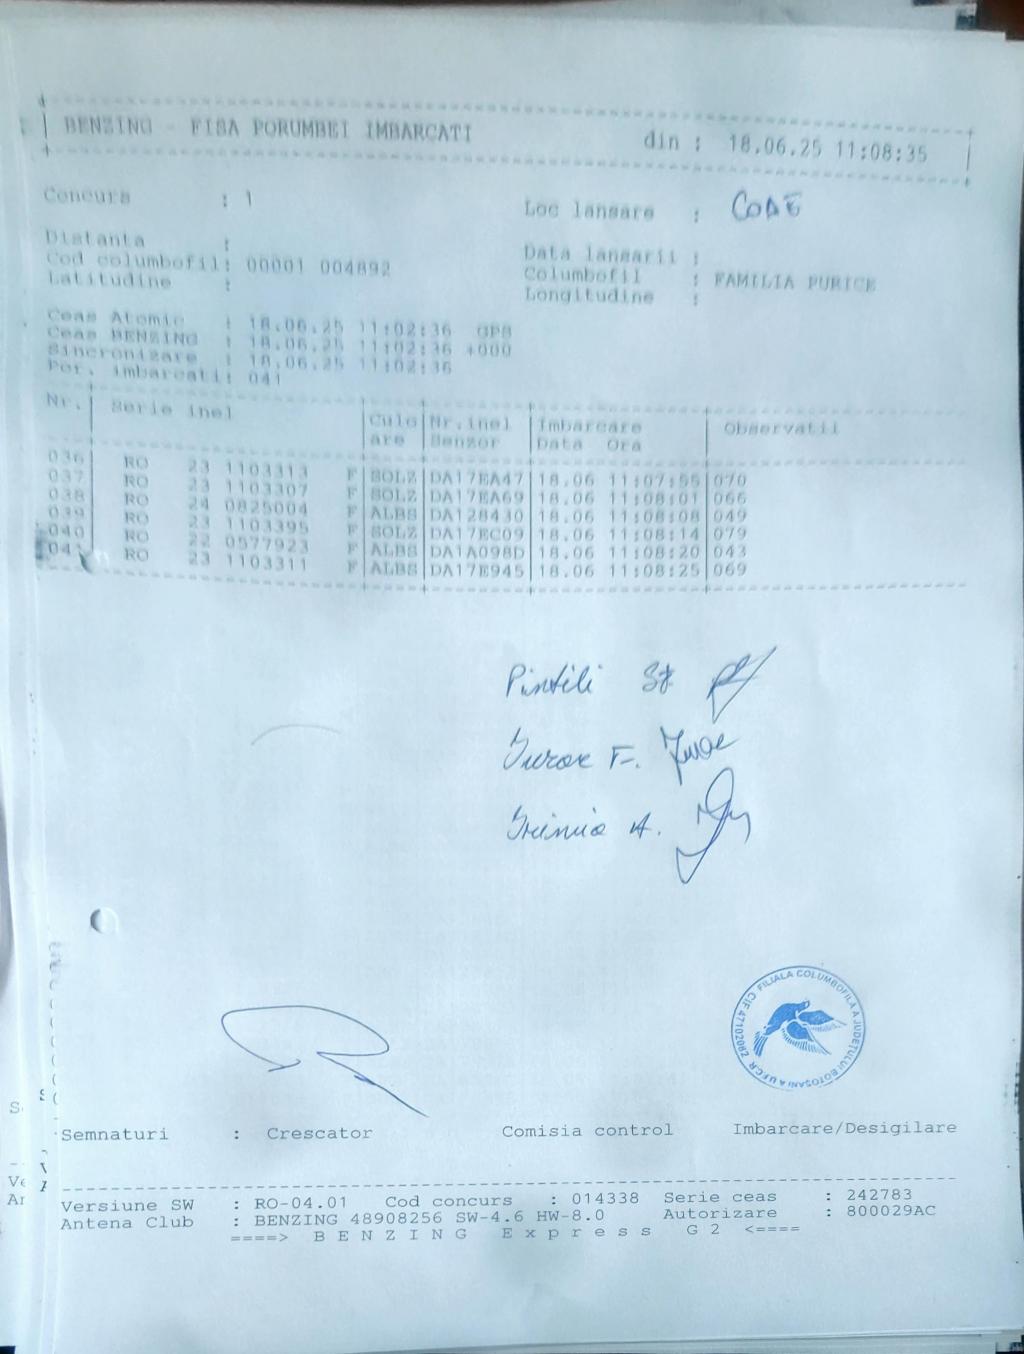 BENZING - FISA PORUMBEI IMBARCATI din : 18.06.25 11:08:35
Concurs : 1 Loc lansare : CODE
Distanta : Data lansarii :
Cod columbofil: 00001 004892 Columbofil : FAMILIA PURICE
Latitudine : Longitudine :
Ceas Atomic : 18.06.25 11:02:36 GPS
Ceas BENZING : 18.06.25 11:02:36 +000
Sincronizare : 18.06.25 11:02:36
Por. imbarcati: 041
Nr. Serie inel Culo Nr.inel Imbarcare Observatii
are Senzor Data Ora
036 RO 23 1103313 F SOLZ DA17EA47 18.06 11:07:55 070
037 RO 23 1103307 F SOLZ DA17EA69 18.06 11:08:01 066
038 RO 24 0825004 F ALBS DA128430 18.06 11:08:08 049
039 RO 23 1103395 F SOLZ DA17EC09 18.06 11:08:14 079
040 RO 22 0577923 F ALBS DA1A098D 18.06 11:08:20 043
041 RO 23 1103311 F ALBS DA17E945 18.06 11:08:25 069
Pintili
F.
A.
FILIALA COLUMBOFILA A JUDETULUI BOTOSANI U.F.C.R. CIF 47102082
Semnaturi : Crescator Comisia control Imbarcare/Desigilare
Versiune SW : RO-04.01 Cod concurs : 014338 Serie ceas : 242783
Antena Club : BENZING 48908256 SW-4.6 HW-8.0 Autorizare : 800029AC
====> B E N Z I N G E x p r e s s G 2 <====